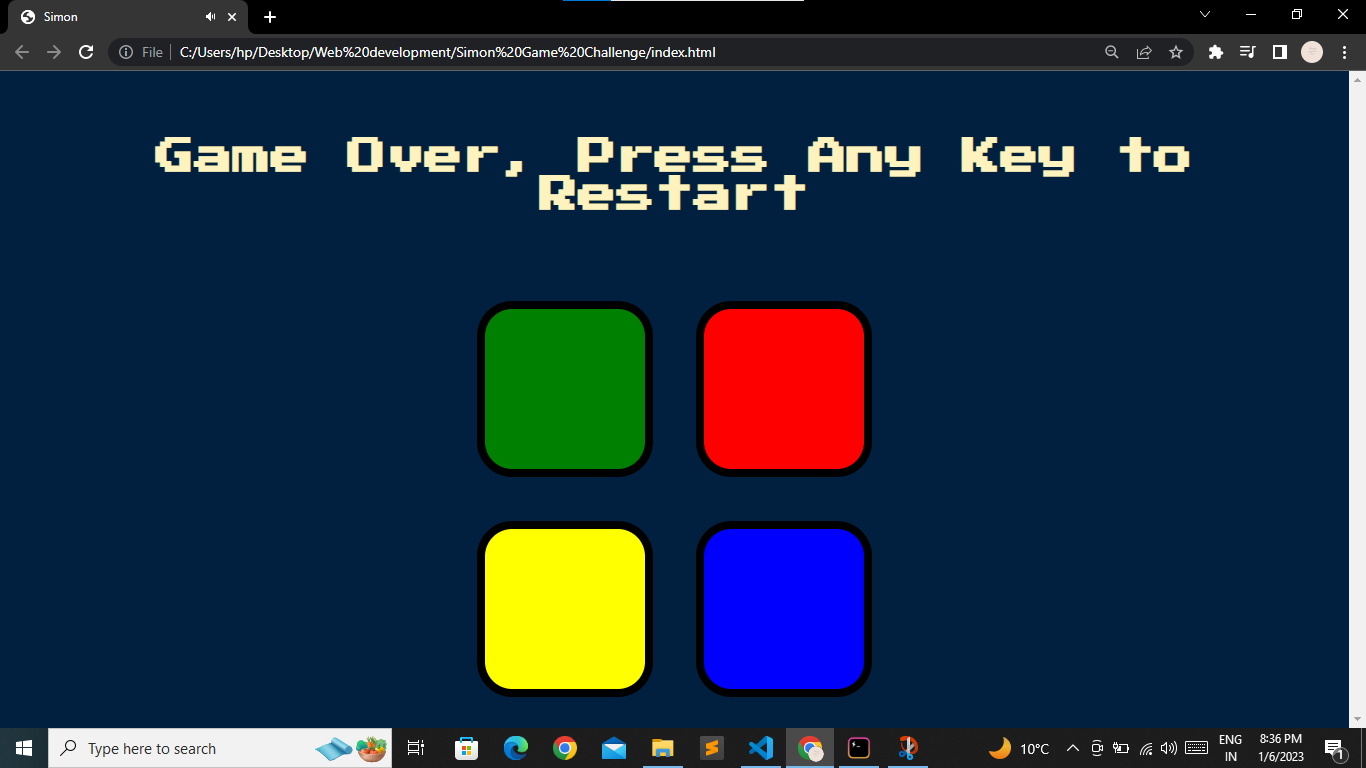 Simon
File
C:/Users/hp/Desktop/Web%20development/Simon%20Game%20Challenge/index.html
Game Over, Press Any Key to
Restart
Type here to search
10°C
ENG
IN
8:36 PM
1/6/2023
1